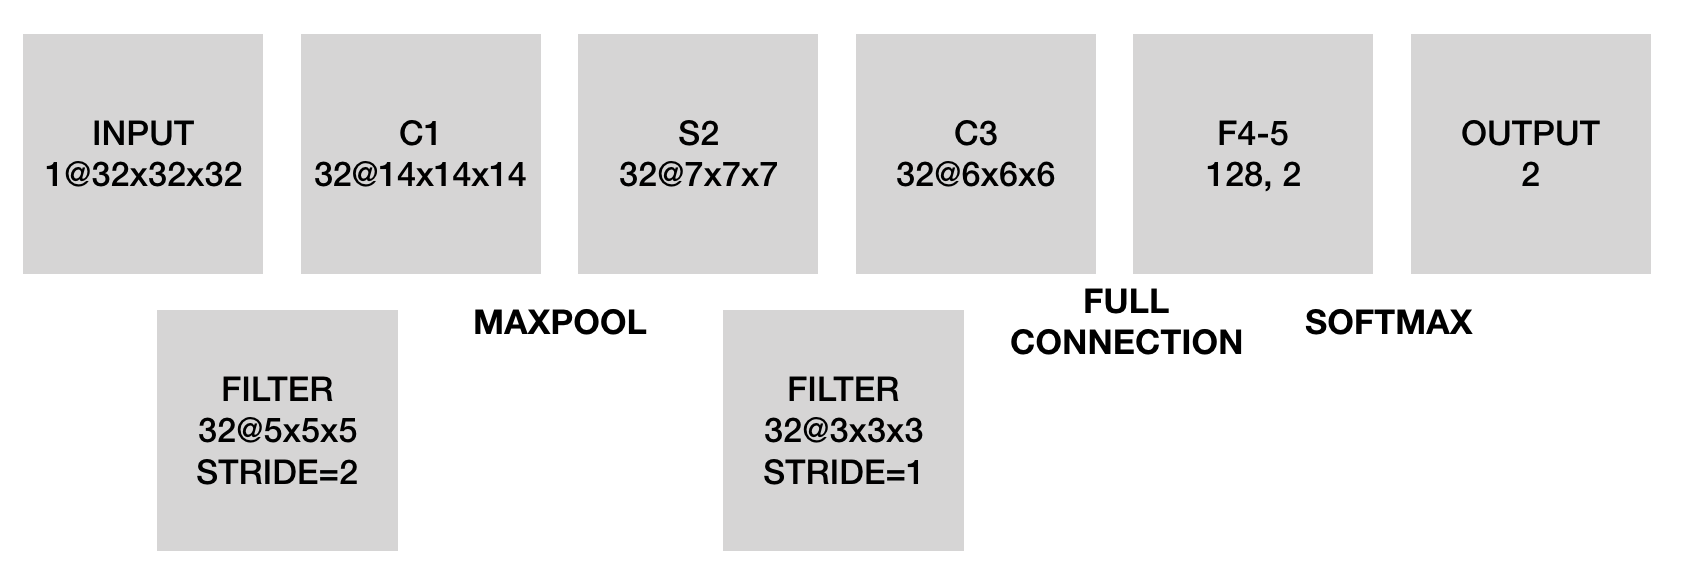 INPUT
1@32x32x32
C1
32@14x14x14
S2
32@7x7x7
C3
32@6x6x6
F4-5
128, 2
OUTPUT
2
FILTER
32@5x5x5
STRIDE=2
MAXPOOL
FILTER
32@3x3x3
STRIDE=1
FULL
CONNECTION
SOFTMAX